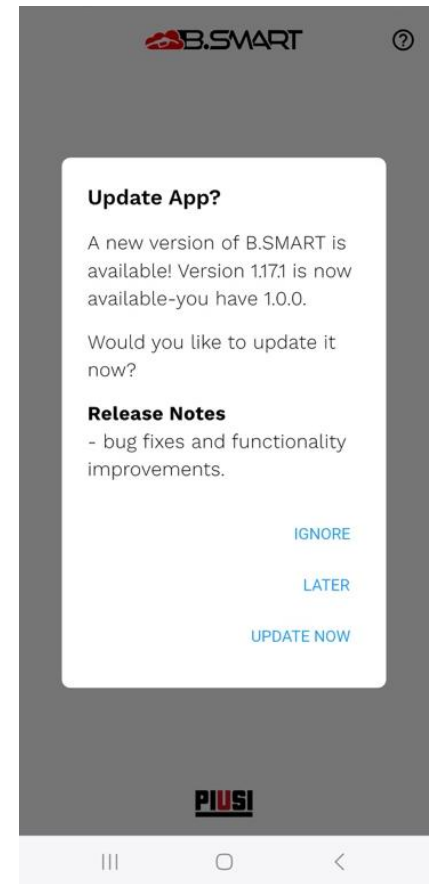 B.SMART
Update App?
A new version of B.SMART is
available! Version 1.17.1 is now
available-you have 1.0.0.
Would you like to update it
now?
Release Notes
- bug fixes and functionality
improvements.
IGNORE
LATER
UPDATE NOW
PIUSI